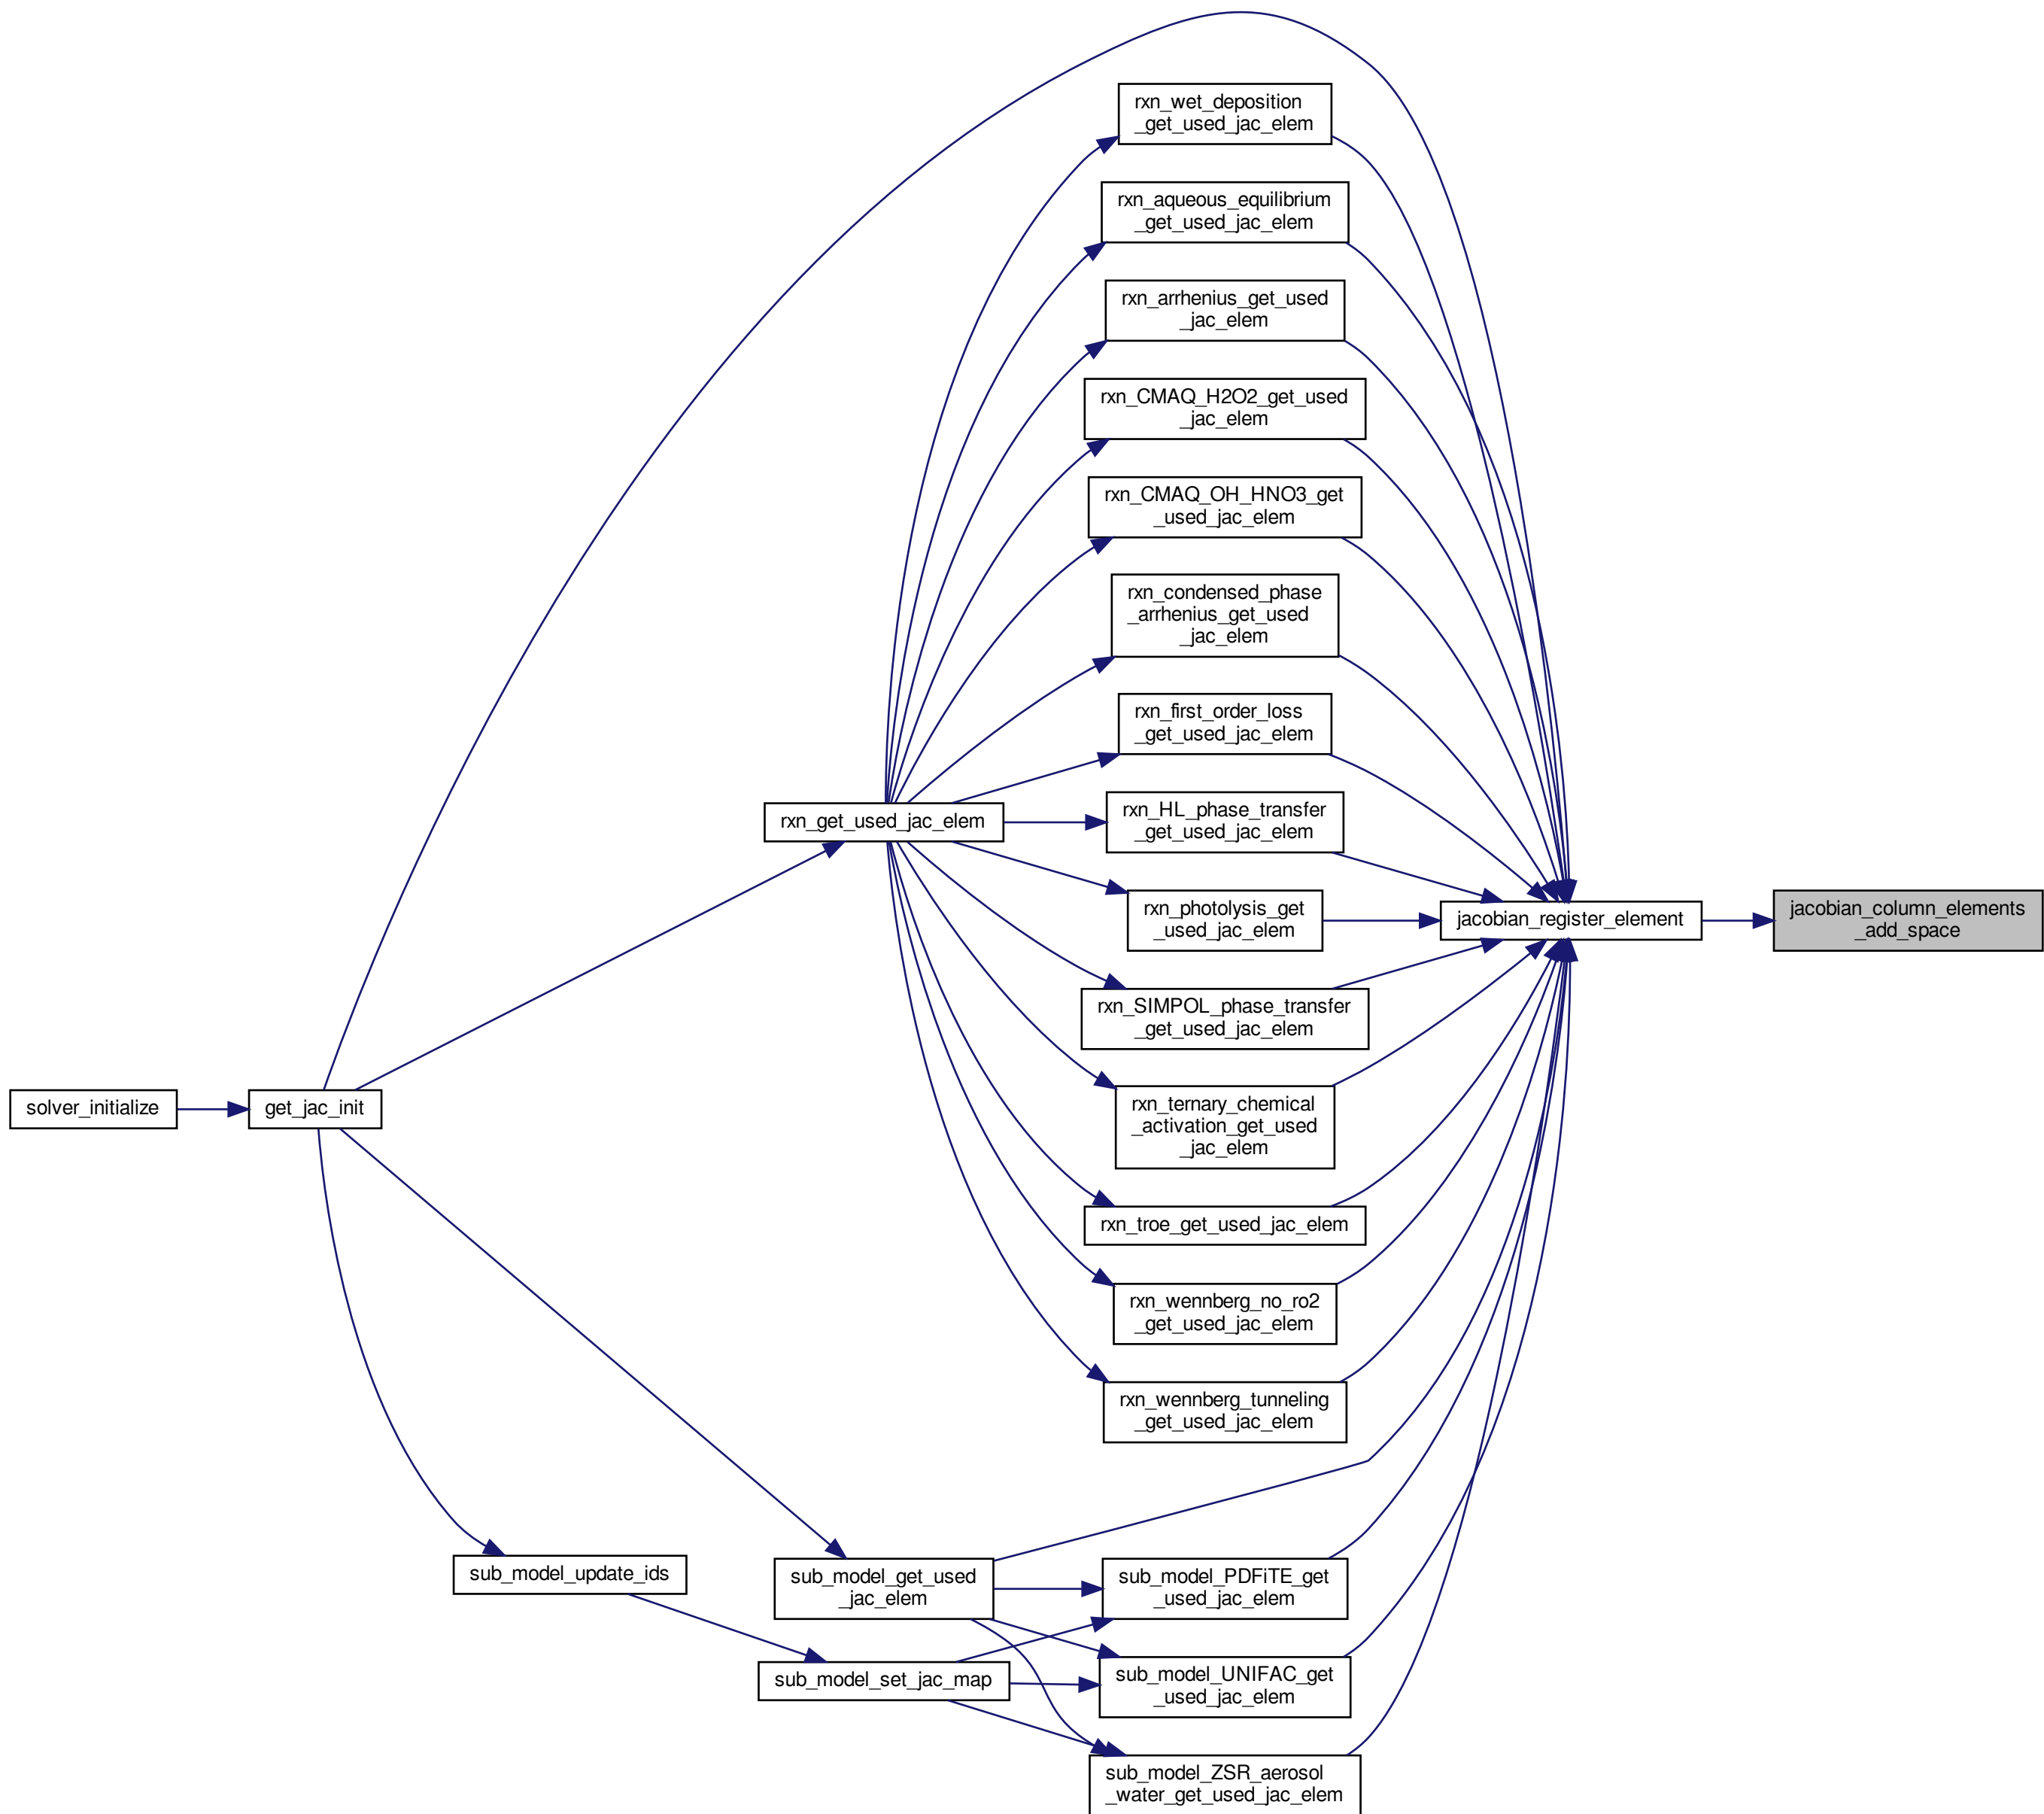 rxn_wet_deposition
_get_used_jac_elem
rxn_aqueous_equilibrium
_get_used_jac_elem
rxn_arrhenius_get_used
_jac_elem
rxn_CMAQ_H2O2_get_used
_jac_elem
rxn_CMAQ_OH_HNO3_get
_used_jac_elem
rxn_condensed_phase
_arrhenius_get_used
_jac_elem
rxn_first_order_loss
_get_used_jac_elem
rxn_get_used_jac_elem
rxn_HL_phase_transfer
_get_used_jac_elem
rxn_photolysis_get
_used_jac_elem
jacobian_register_element
jacobian_column_elements
_add_space
rxn_SIMPOL_phase_transfer
_get_used_jac_elem
solver_initialize
get_jac_init
rxn_ternary_chemical
_activation_get_used
_jac_elem
rxn_troe_get_used_jac_elem
rxn_wennberg_no_ro2
_get_used_jac_elem
rxn_wennberg_tunneling
_get_used_jac_elem
sub_model_update_ids
sub_model_get_used
_jac_elem
sub_model_PDFiTE_get
_used_jac_elem
sub_model_set_jac_map
sub_model_UNIFAC_get
_used_jac_elem
sub_model_ZSR_aerosol
_water_get_used_jac_elem